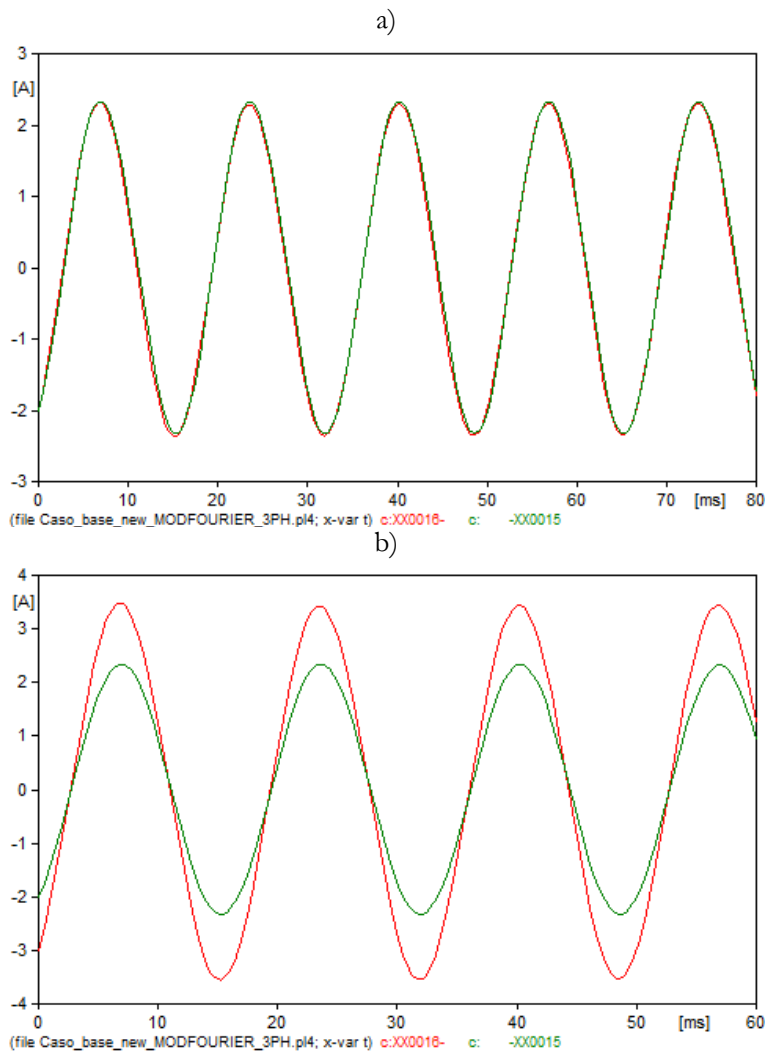 a)
3
[A]
2
1
0
-1
-2
-3
0 10 20 30 40 50 60 70 [ms] 80
(file Caso_base_new_MODFOURIER_3PH.pl4; x-var t) c:XX0016- c: -XX0015
b)
4
[A]
3
2
1
0
-1
-2
-3
-4
0 10 20 30 40 50 [ms] 60
(file Caso_base_new_MODFOURIER_3PH.pl4; x-var t) c:XX0016- c: -XX0015